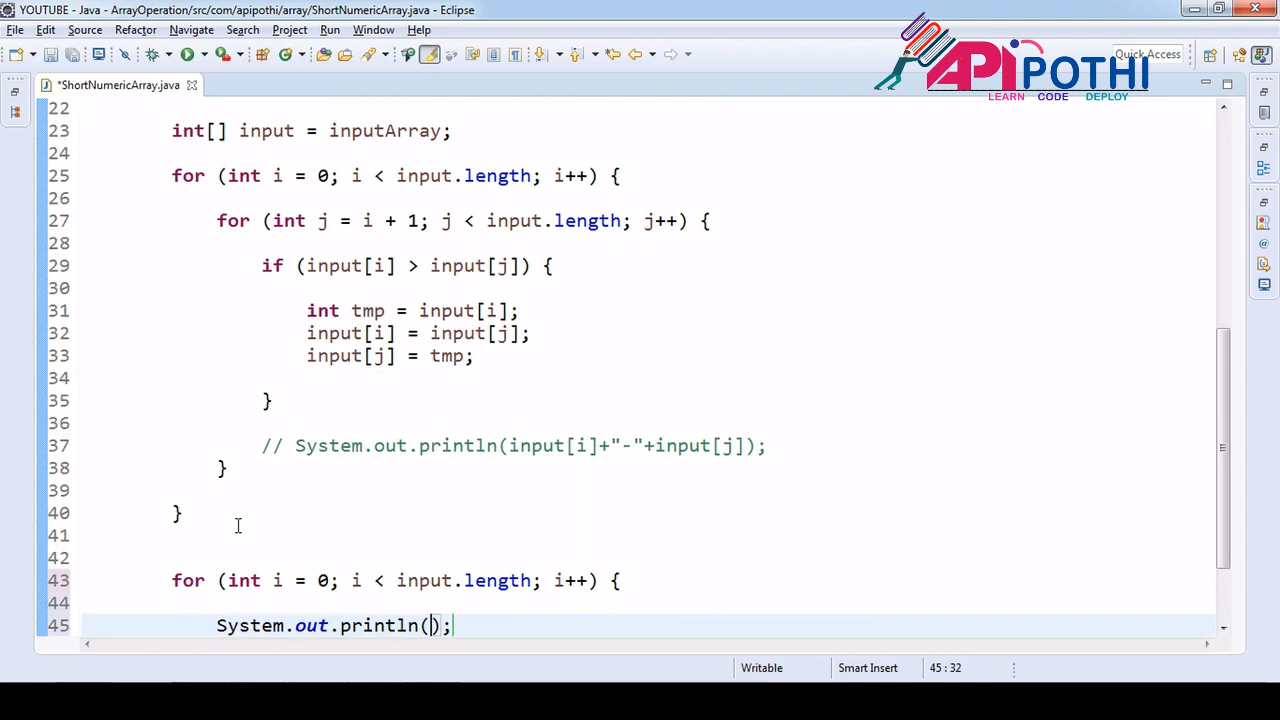 YOUTUBE - Java - ArrayOperation/src/com/apipothi/array/ShortNumericArray.java - Eclipse
File Edit Source Refactor Navigate Search Project Run Window Help
Quick Access
APIPOTHI
LEARN CODE DEPLOY
*ShortNumericArray.java
22
23 int[] input = inputArray;
24
25 for (int i = 0; i < input.length; i++) {
26
27 for (int j = i + 1; j < input.length; j++) {
28
29 if (input[i] > input[j]) {
30
31 int tmp = input[i];
32 input[i] = input[j];
33 input[j] = tmp;
34
35 }
36
37 // System.out.println(input[i]+"-"+input[j]);
38 }
39
40 }
41
42
43 for (int i = 0; i < input.length; i++) {
44
45 System.out.println();
Writable Smart Insert 45 : 32